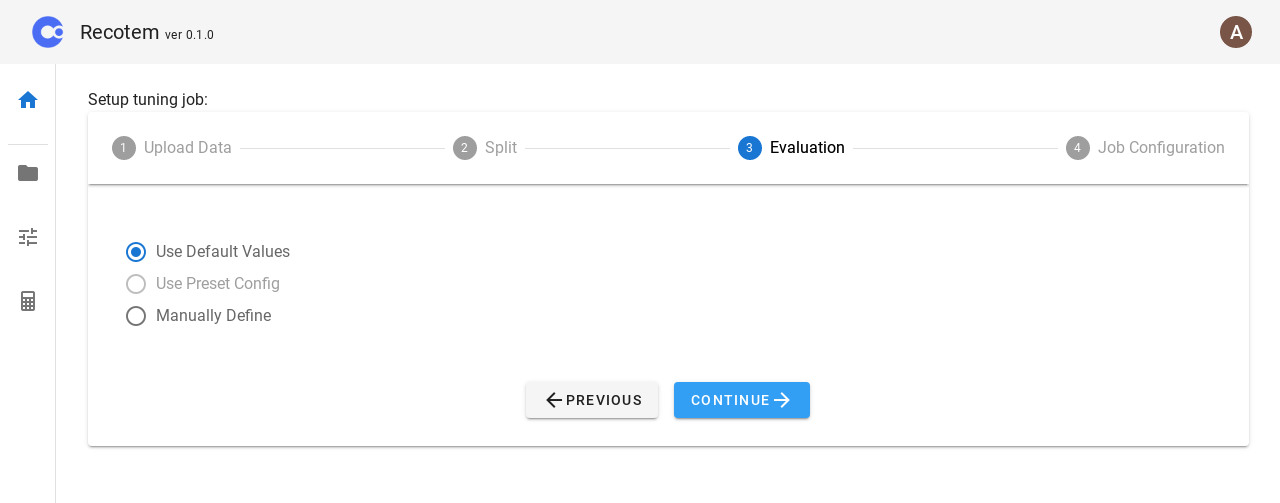 Recotem ver 0.1.0
A
Setup tuning job:
1 Upload Data
2 Split
3 Evaluation
4 Job Configuration
Use Default Values
Use Preset Config
Manually Define
PREVIOUS
CONTINUE